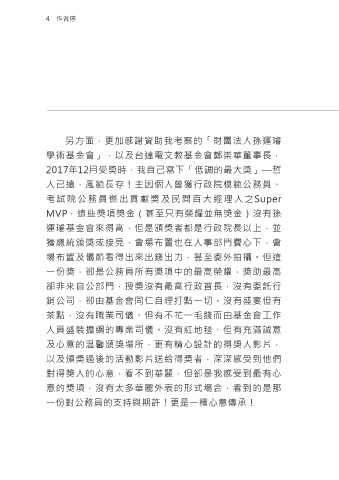 4 作者序
另方面，更加感謝資助我考察的「財團法人孫運璿
學術基金會」，以及台達電文教基金會鄭崇華董事長，
2017年12月受獎時，我自己寫下「低調的最大獎」—哲
人已遠，風範長存！主因個人曾獲行政院模範公務員、
考試院公務員傑出貢獻獎及民間百大經理人之Super
MVP，這些獎項獎金（甚至只有榮耀並無獎金）沒有孫
運璿基金會來得高，但是頒獎者都是行政院長以上，並
獲總統頒獎或接見，會場布置也在人事部門費心下，會
場布置及儀節看得出來出錢出力，甚至委外拍攝。但這
一份獎，卻是公務員所有獎項中的最高榮耀，獎助最高
卻非來自公部門，授獎沒有最高行政首長，沒有委託行
銷公司，卻由基金會同仁自理打點一切。沒有盛宴但有
茶點，沒有職業司儀、但有不花一毛錢而由基金會工作
人員盛裝擔綱的專業司儀。沒有紅地毯、但有充滿誠意
及心意的溫馨頒獎場所，更有精心設計的得獎人影片，
以及頒獎過後的活動影片送給得獎者，深深感受到他們
對得獎人的心意，看不到華麗，但卻是我感受到最有心
意的獎項，沒有太多華麗外表的形式場合，看到的是那
一份對公務員的支持與期許！更是一種心意傳承！